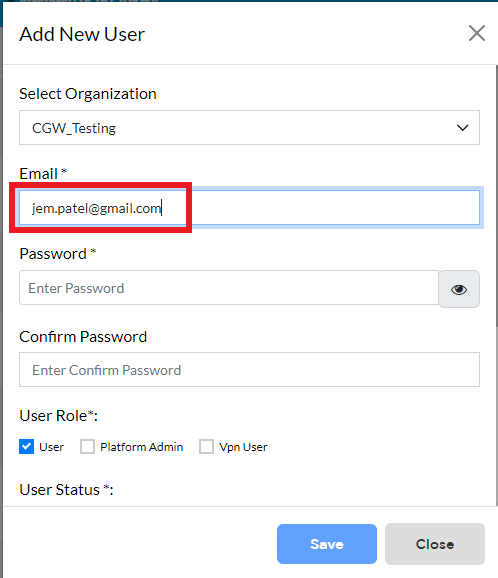 Add New User
Select Organization
CGW_Testing
Email *
jem.patel@gmail.com
Password *
Enter Password
Confirm Password
Enter Confirm Password
User Role*:
User Platform Admin Vpn User
User Status *:
Save Close